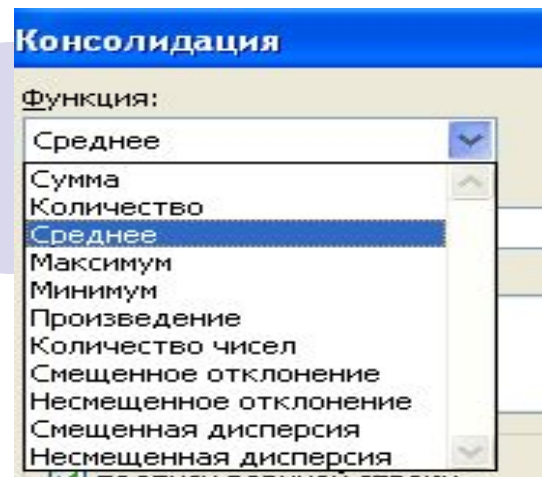 Консолидация
Функция:
Среднее
Сумма
Количество
Среднее
Максимум
Минимум
Произведение
Количество чисел
Смещенное отклонение
Несмещенное отклонение
Смещенная дисперсия
Несмещенная дисперсия